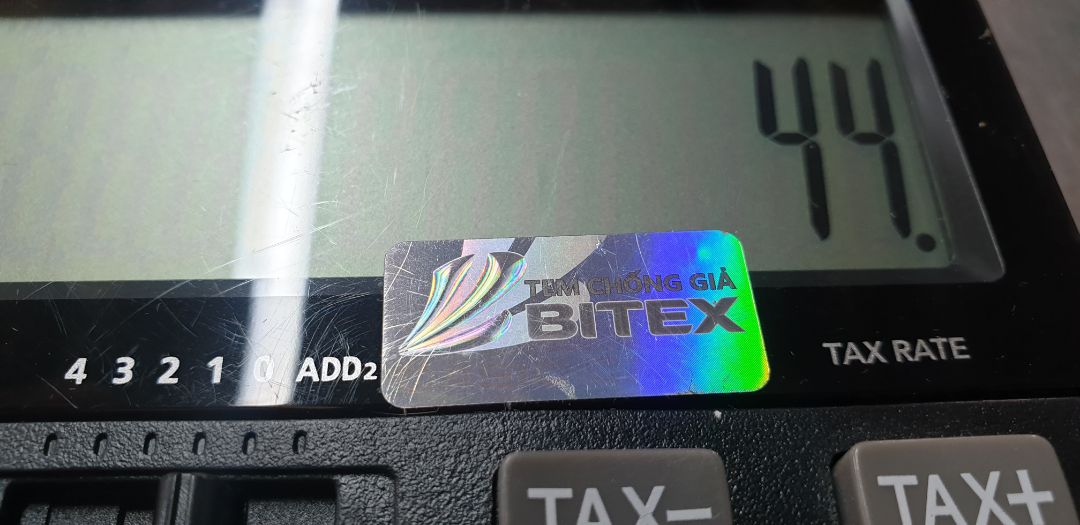 44.
TEM CHỐNG GIẢ
BITEX
4 3 2 1 0 ADD2
TAX RATE
TAX-
TAX+